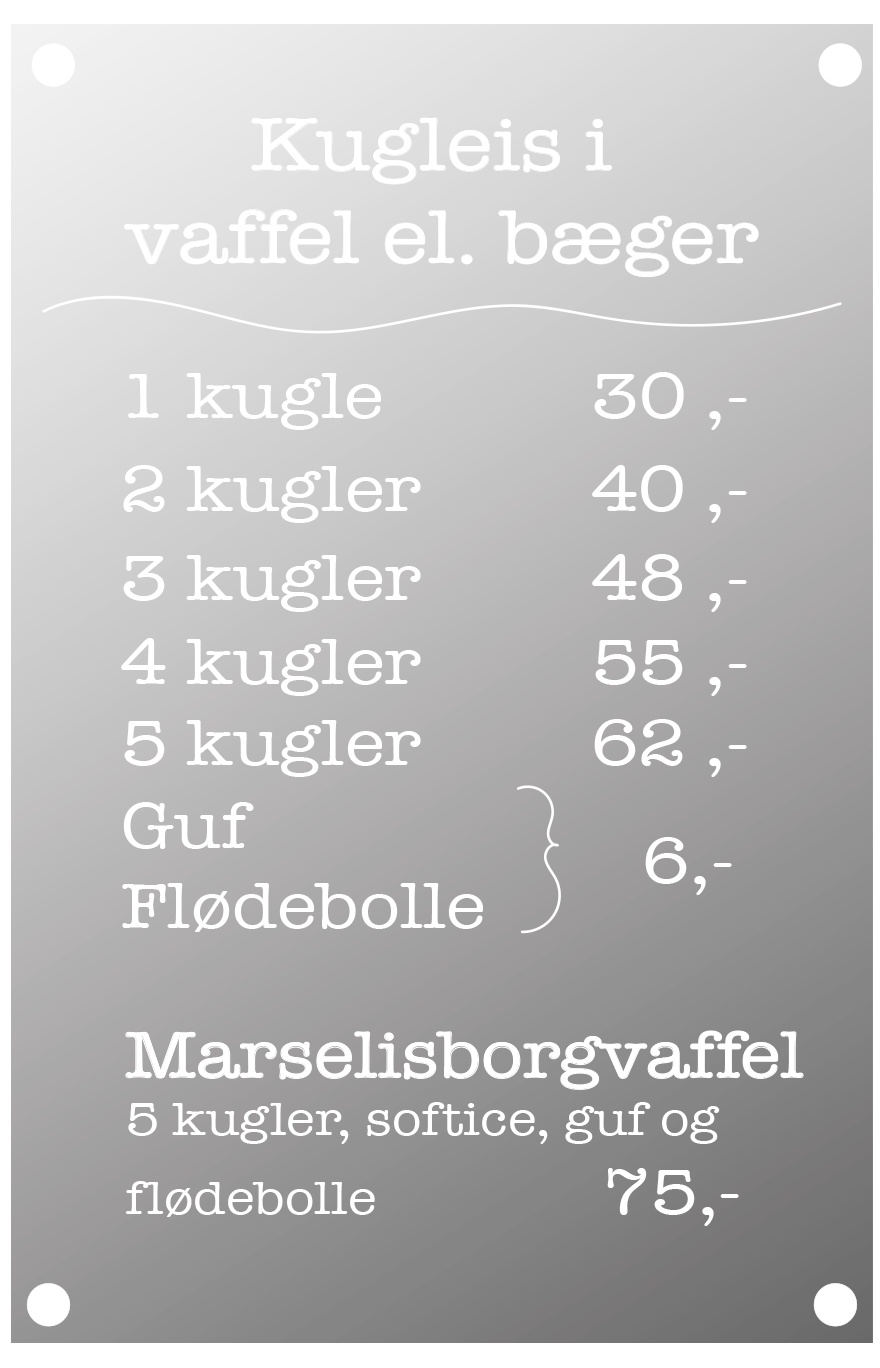 Kugleis i
vaffel el. bæger
1 kugle 30 ,-
2 kugler 40 ,-
3 kugler 48 ,-
4 kugler 55 ,-
5 kugler 62 ,-
Guf
6,-
Flødebolle
Marselisborgvaffel
5 kugler, softice, guf og
flødebolle 75,-